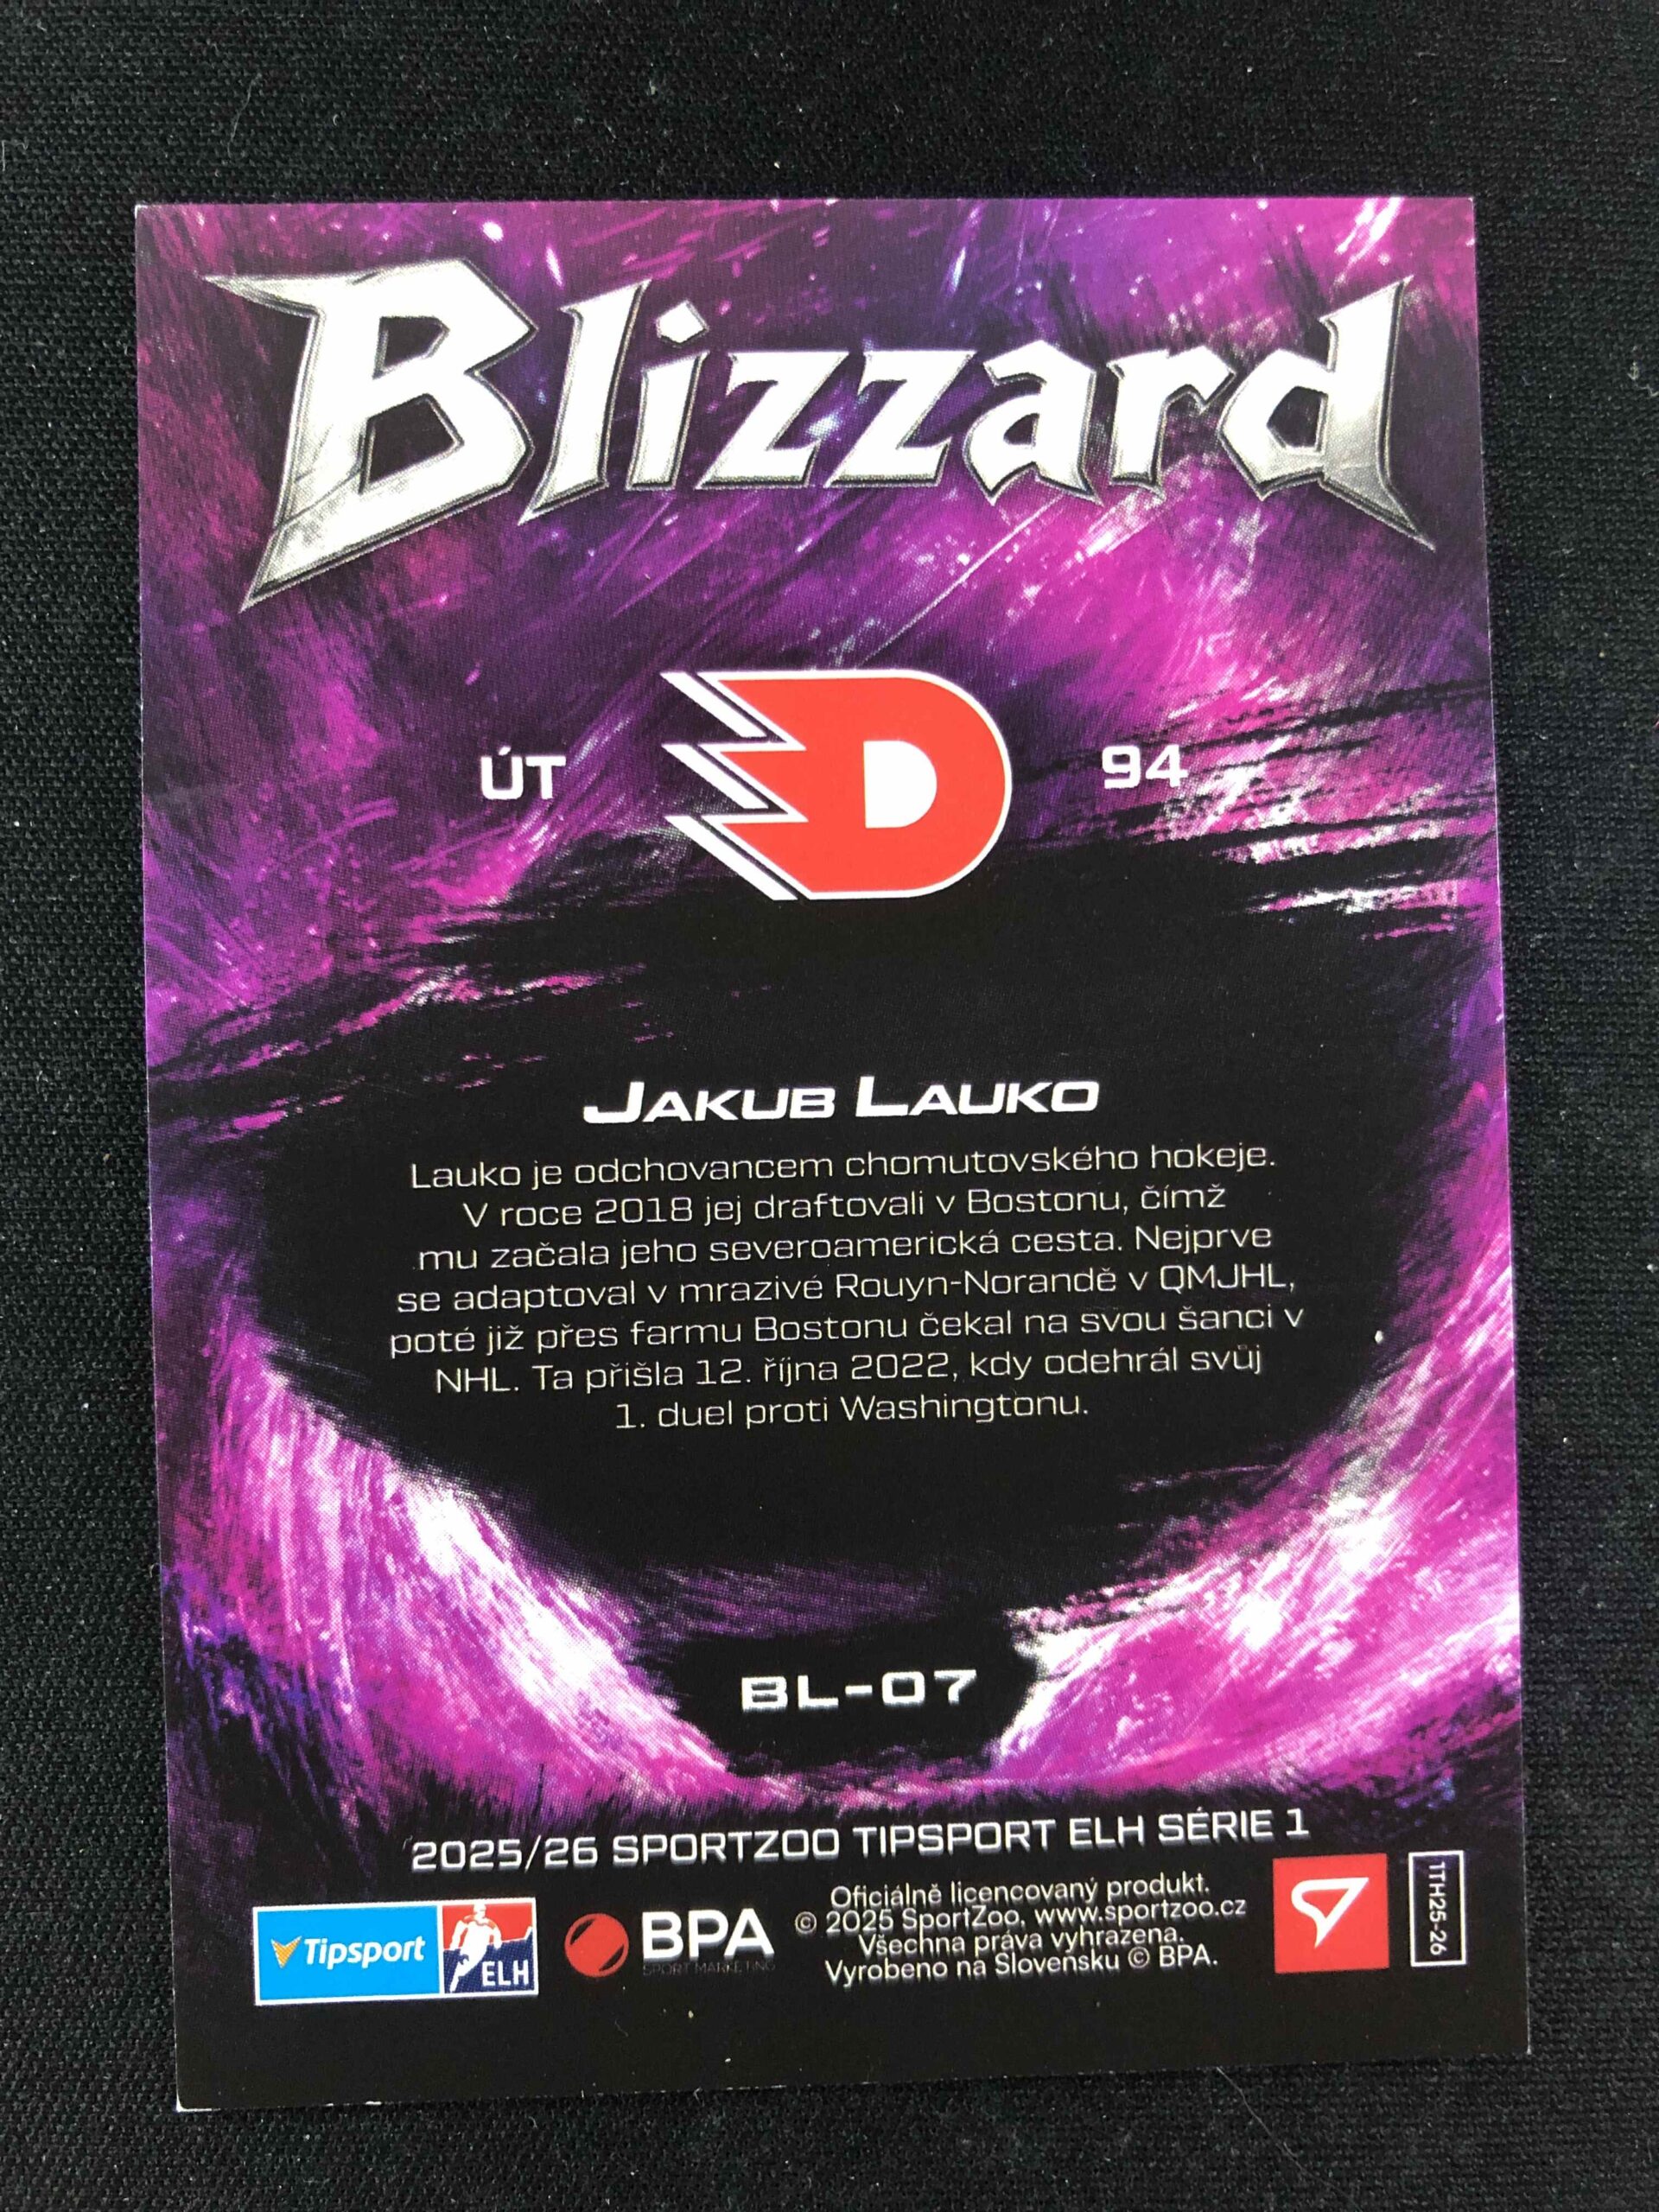 Blizzard
ÚT
D
94
JAKUB LAUKO
Lauko je odchovancem chomutovského hokeje.
V roce 2018 jej draftovali v Bostonu, čímž
mu začala jeho severoamerická cesta. Nejprve
se adaptoval v mrazivé Rouyn-Norandě v QMJHL,
poté již přes farmu Bostonu čekal na svou šanci v
NHL. Ta přišla 12. října 2022, kdy odehrál svůj
1. duel proti Washingtonu.
BL-07
2025/26 SPORTZOO TIPSPORT ELH SÉRIE 1
Tipsport
ELH
BPA
SPORT MARKETING
Oficiálně licencovaný produkt.
© 2025 SportZoo, www.sportzoo.cz
Všechna práva vyhrazena.
Vyrobeno na Slovensku © BPA.
TTH25-26